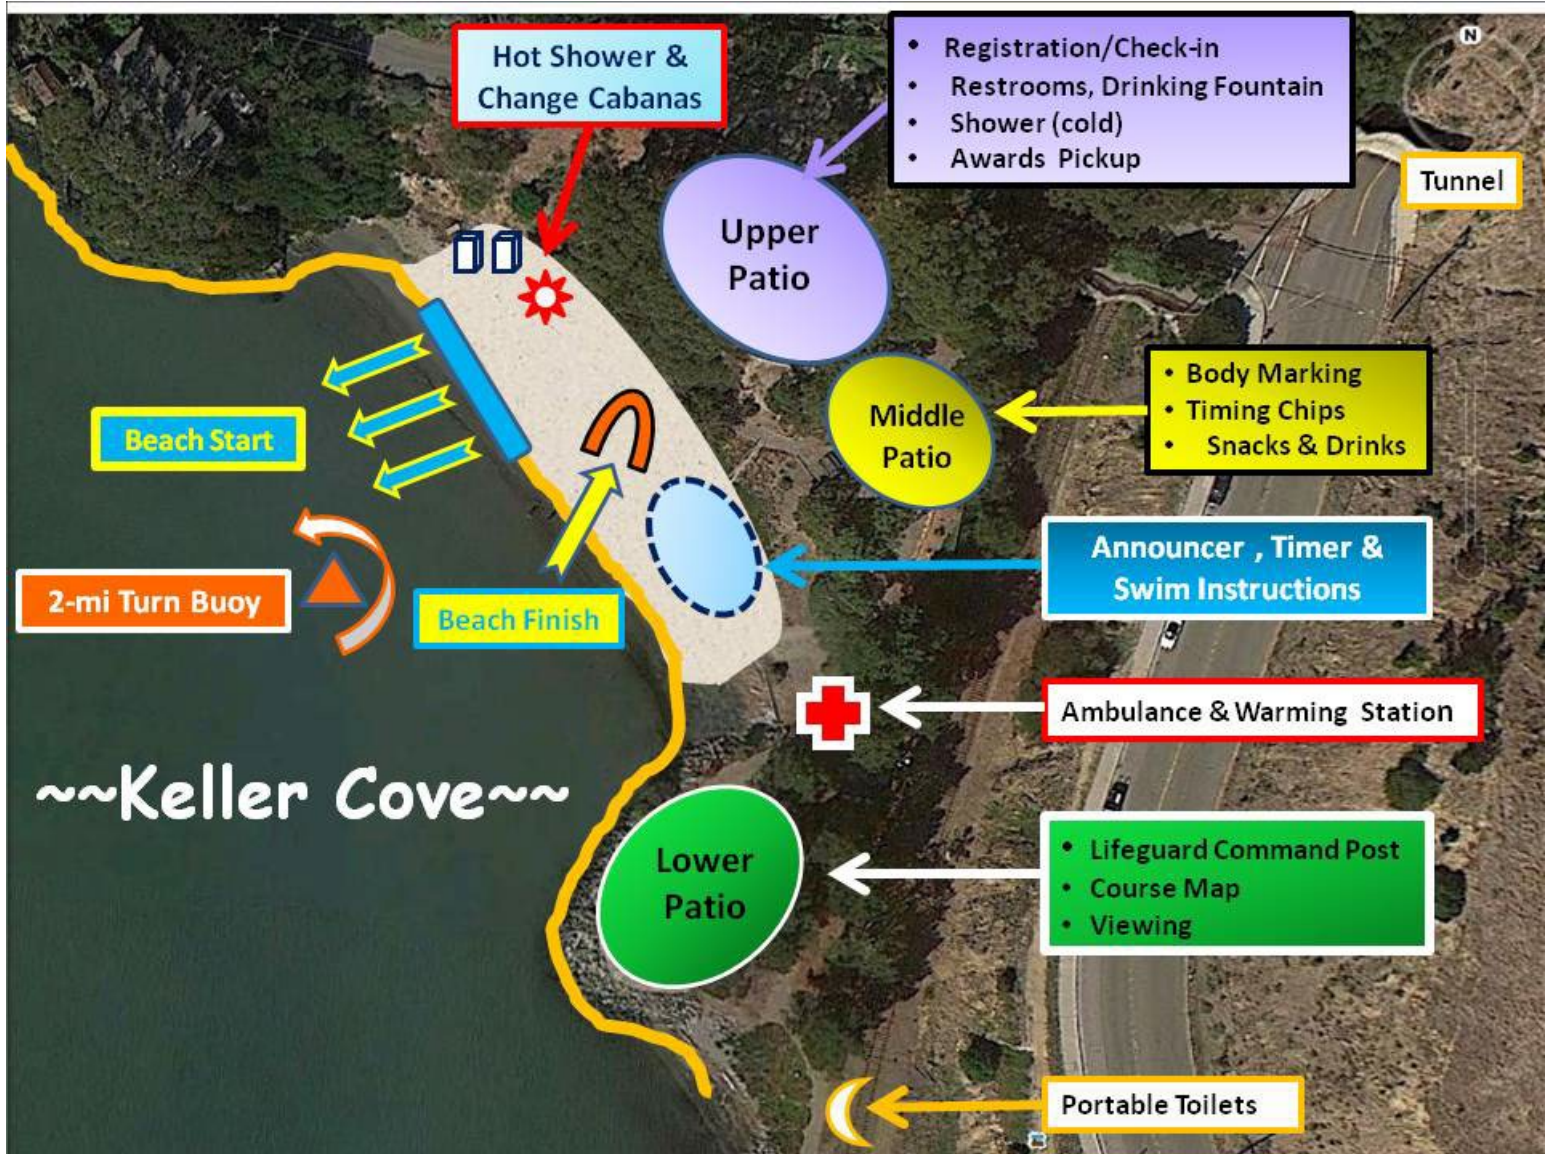 N
Hot Shower &
Change Cabanas
• Registration/Check-in
• Restrooms, Drinking Fountain
• Shower (cold)
• Awards Pickup
Tunnel
Upper
Patio
• Body Marking
• Timing Chips
• Snacks & Drinks
Middle
Patio
Beach Start
Announcer , Timer &
Swim Instructions
2-mi Turn Buoy
Beach Finish
Ambulance & Warming Station
~~Keller Cove~~
Lower
Patio
• Lifeguard Command Post
• Course Map
• Viewing
Portable Toilets